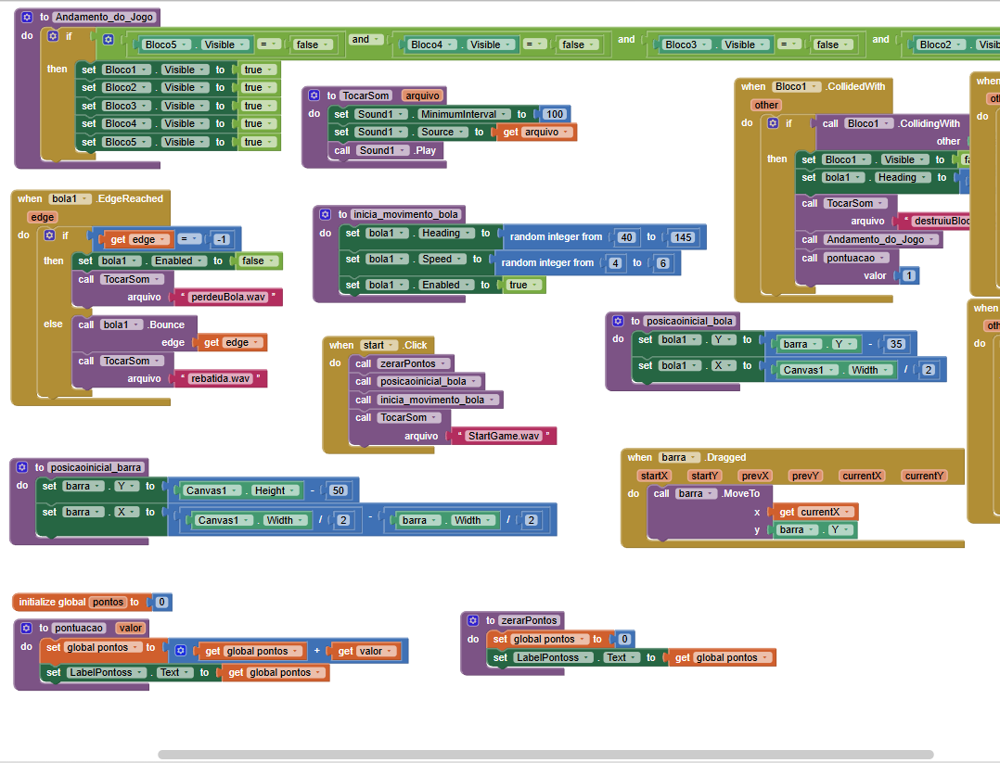 to Andamento_do_Jogo
do if Bloco5 . Visible = false and Bloco4 . Visible = false and Bloco3 . Visible = false and Bloco2 .
then set Bloco1 . Visible to true
set Bloco2 . Visible to true
set Bloco3 . Visible to true
set Bloco4 . Visible to true
set Bloco5 . Visible to true
to TocarSom arquivo
do set Sound1 . MinimumInterval to 100
set Sound1 . Source to get arquivo
call Sound1 .Play
when Bloco1 .CollidedWith
other
do if call Bloco1 .CollidingWith
other
then set Bloco1 . Visible to
set bola1 . Heading to
call TocarSom
arquivo "
call Andamento_do_Jogo
call pontuacao
valor 1
when
when
do
when bola1 .EdgeReached
edge
do if get edge = -1
then set bola1 . Enabled to false
call TocarSom
arquivo " perdeuBola.wav "
else call bola1 .Bounce
edge get edge
call TocarSom
arquivo " rebatida.wav "
to inicia_movimento_bola
do set bola1 . Heading to random integer from 40 to 145
set bola1 . Speed to random integer from 4 to 6
set bola1 . Enabled to true
when start .Click
do call zerarPontos
call posicaoinicial_bola
call inicia_movimento_bola
call TocarSom
arquivo " StartGame.wav "
to posicaoinicial_bola
do set bola1 . Y to barra . Y - 35
set bola1 . X to Canvas1 . Width / 2
to posicaoinicial_barra
do set barra . Y to Canvas1 . Height - 50
set barra . X to Canvas1 . Width / 2 - barra . Width / 2
when barra .Dragged
startX startY prevX prevY currentX currentY
do call barra .MoveTo
x get currentX
y barra . Y
initialize global pontos to 0
to pontuacao valor
do set global pontos to get global pontos + get valor
set LabelPontoss . Text to get global pontos
to zerarPontos
do set global pontos to 0
set LabelPontoss . Text to get global pontos